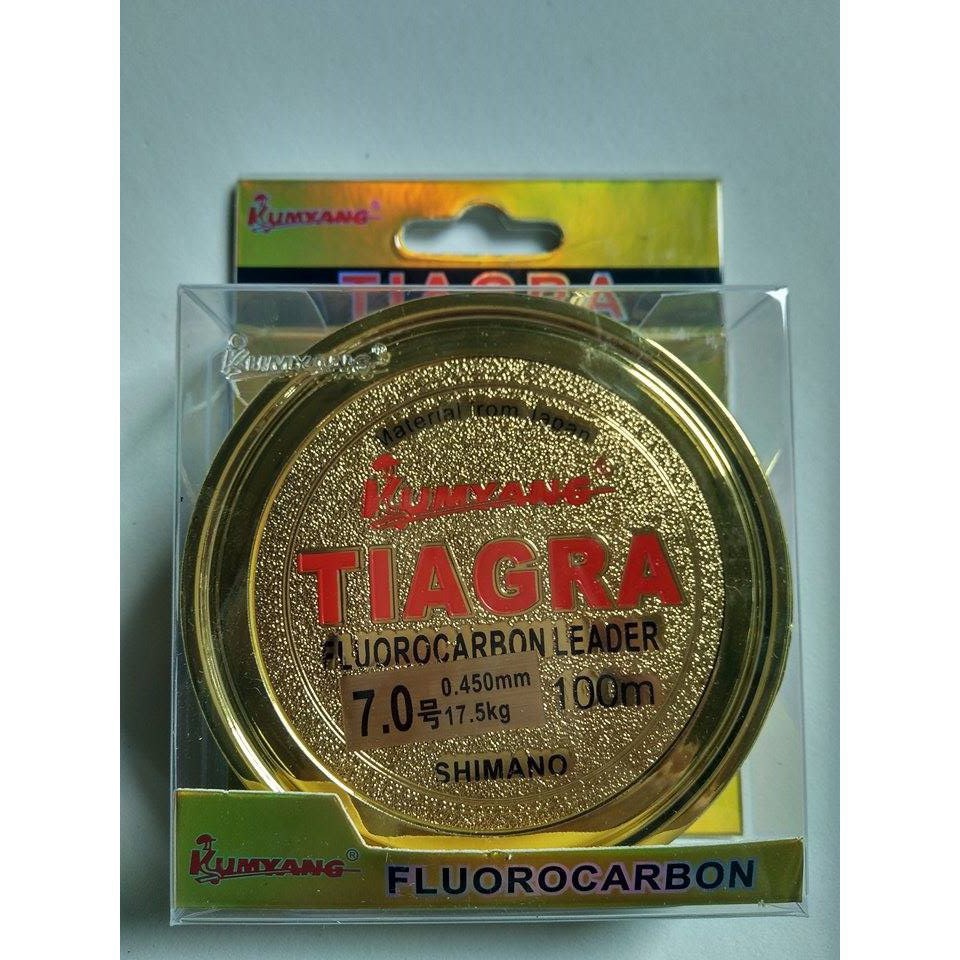 KUMYANG®
TIAGRA
KUMYANG®
Material from Japan
KUMYANG®
TIAGRA
FLUOROCARBON LEADER
7.0号 0.450mm 17.5kg 100m
SHIMANO
KUMYANG®
FLUOROCARBON